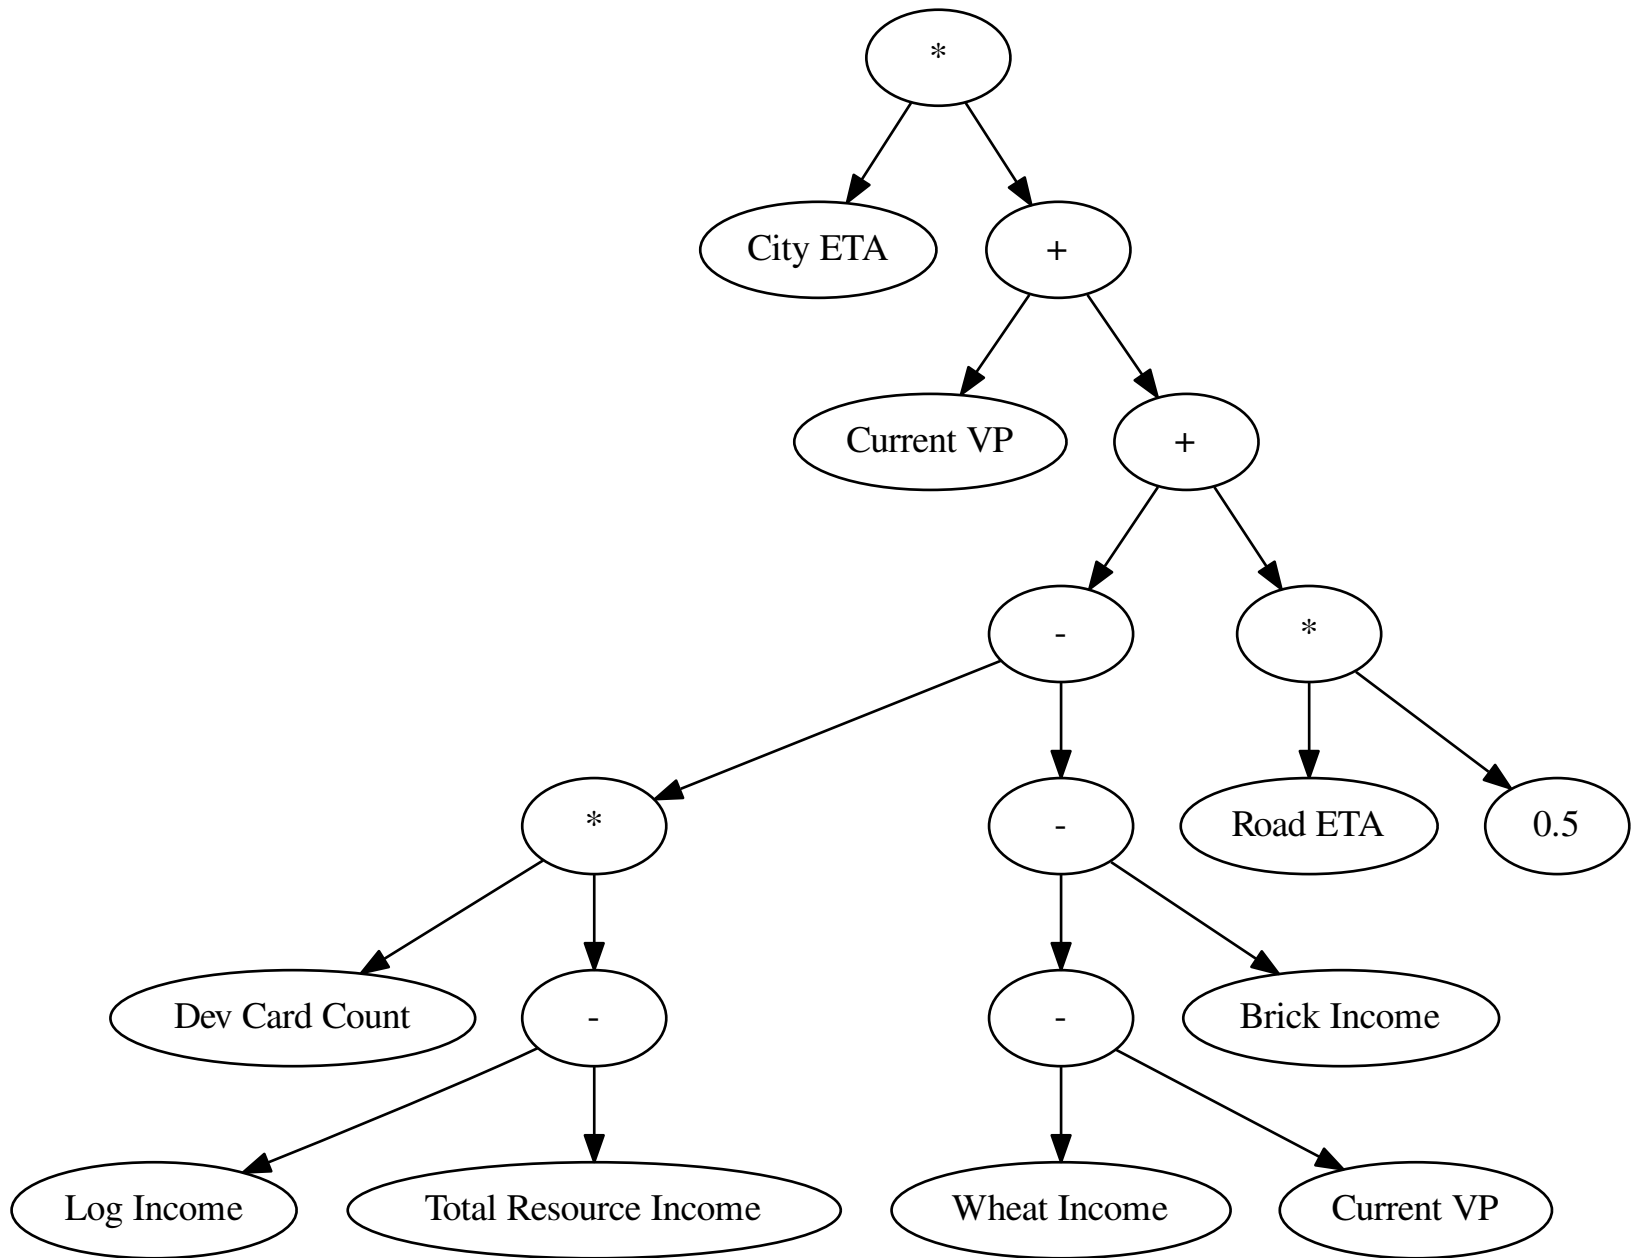 *
City ETA
+
Current VP
+
-
*
*
-
Road ETA
0.5
Dev Card Count
-
-
Brick Income
Log Income
Total Resource Income
Wheat Income
Current VP